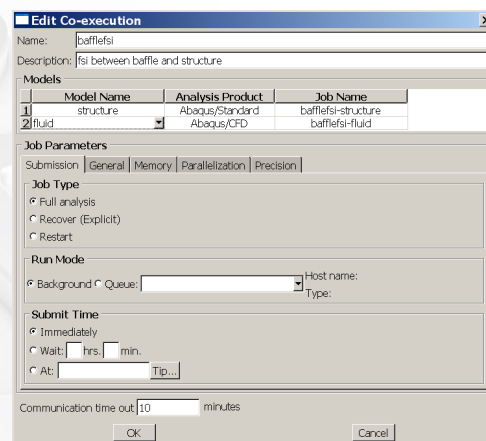 Edit Co-execution
Name: bafflefsi
Description: fsi between baffle and structure
Models
Model Name Analysis Product Job Name
1 structure Abaqus/Standard bafflefsi-structure
2 fluid Abaqus/CFD bafflefsi-fluid
Job Parameters
Submission General Memory Parallelization Precision
Job Type
Full analysis
Recover (Explicit)
Restart
Run Mode
Background Queue: Host name:
Type:
Submit Time
Immediately
Wait: hrs. min.
At: Tip...
Communication time out 10 minutes
OK Cancel